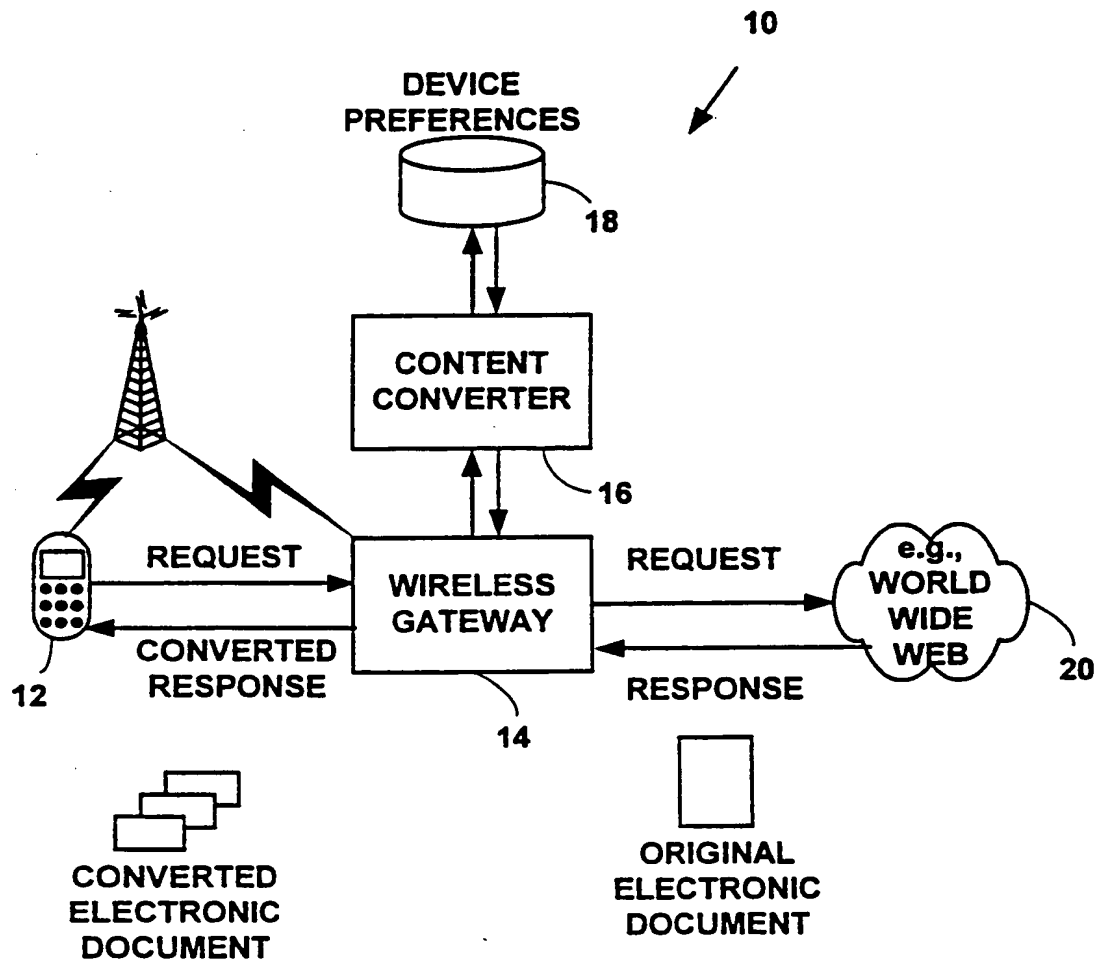 10
DEVICE
PREFERENCES
18
CONTENT
CONVERTER
16
REQUEST
WIRELESS
GATEWAY
REQUEST
e.g.,
WORLD
WIDE
WEB
CONVERTED
RESPONSE
RESPONSE
12
14
20
CONVERTED
ELECTRONIC
DOCUMENT
ORIGINAL
ELECTRONIC
DOCUMENT